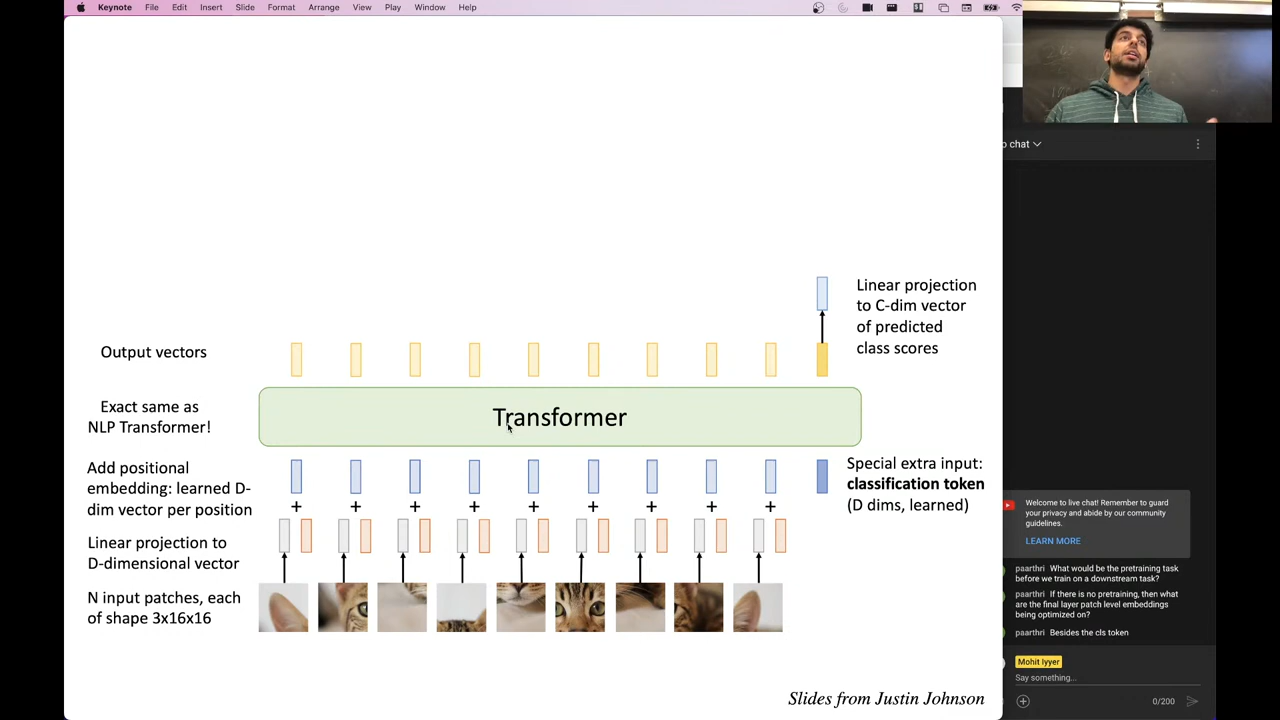 Keynote File Edit Insert Slide Format Arrange View Play Window Help
Linear projection
to C-dim vector
of predicted
class scores
Output vectors
Exact same as
NLP Transformer!
Transformer
Add positional
embedding: learned D-
dim vector per position
Special extra input:
classification token
(D dims, learned)
+ + + + + + + + +
Linear projection to
D-dimensional vector
N input patches, each
of shape 3x16x16
Slides from Justin Johnson
chat
Welcome to live chat! Remember to guard
your privacy and abide by our community
guidelines.
LEARN MORE
paarthri What would be the pretraining task
before we train on a downstream task?
paarthri If there is no pretraining, then what
are the final layer patch level embeddings
being optimized on?
paarthri Besides the cls token
Mohit Iyyer
Say something...
0/200